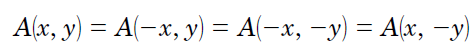 A(x, y) = A(−x, y) = A(−x, −y) = A(x, −y)